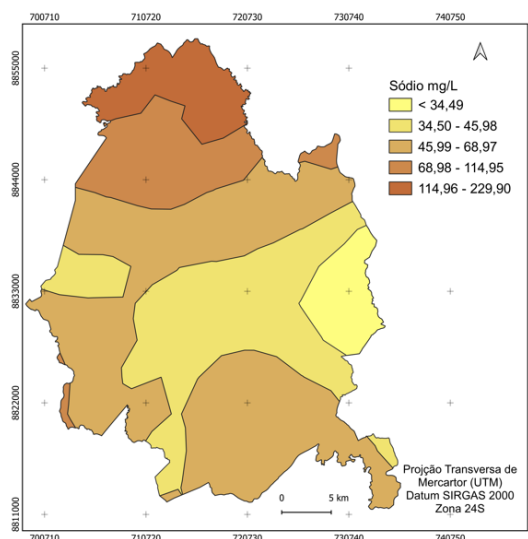 700710 710720 720730 730740 740750
8855000
8844000
8833000
8822000
8811000
Sódio mg/L
< 34,49
34,50 - 45,98
45,99 - 68,97
68,98 - 114,95
114,96 - 229,90
Projção Transversa de
Mercartor (UTM)
Datum SIRGAS 2000
Zona 24S
0 5 km
700710 710720 720730 730740 740750